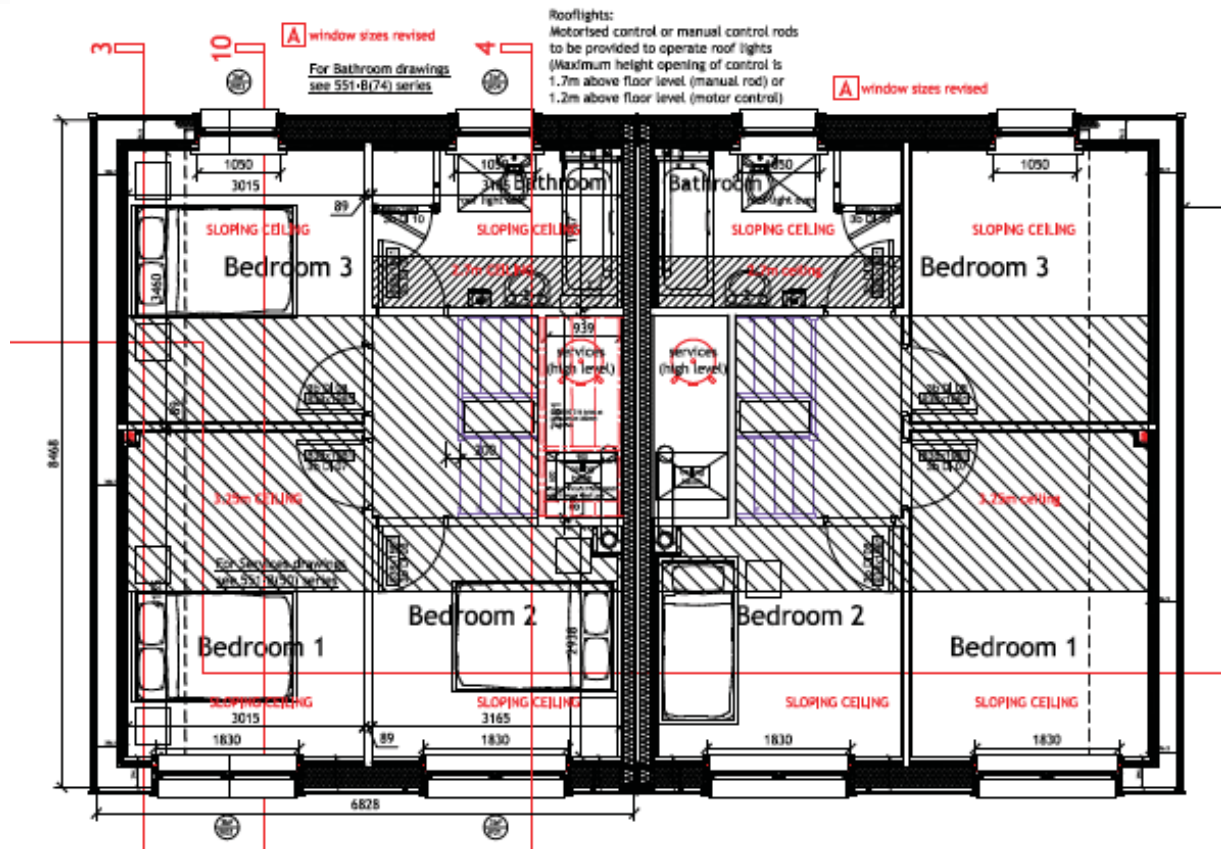 Rooflights:
Motorised control or manual control rods
to be provided to operate roof lights
(Maximum height opening of control is
1.7m above floor level (manual rod) or
1.2m above floor level (motor control)
3
10
A window sizes revised
4
For Bathroom drawings
see 551-B(74) series
A window sizes revised
1050
3015
1050
89
Bathroom
Bathroom
SLOPING CEILING
SLOPING CEILING
SLOPING CEILING
SLOPING CEILING
Bedroom 3
2.7m CEILING
Bedroom 3
3460
939
services
(high level)
services
(high level)
8468
200
3.25m CEILING
3.25m ceiling
For Services drawings
see 551-B(50) series
Bedroom 1
Bedroom 2
2938
Bedroom 2
Bedroom 1
SLOPING CEILING
SLOPING CEILING
SLOPING CEILING
SLOPING CEILING
3015
89
3165
1830
1830
1830
1830
6828